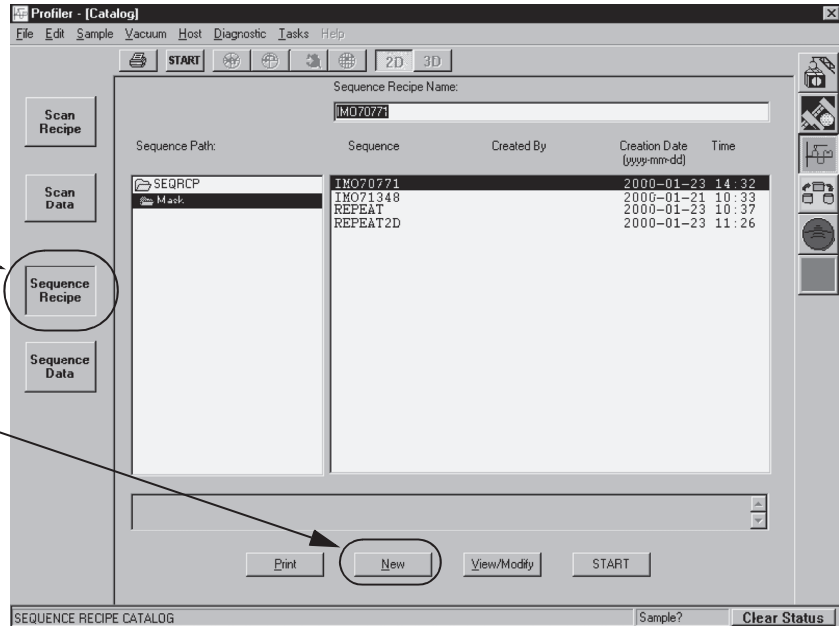 Profiler - [Catalog]
File Edit Sample Vacuum Host Diagnostic Tasks Help
START 2D 3D
Sequence Recipe Name:
IMO70771
Scan
Recipe
Scan
Data
Sequence
Recipe
Sequence
Data
Sequence Path:
SEQRCP
Mask
Sequence Created By Creation Date Time
(yyyy-mm-dd)
IMO70771 2000-01-23 14:32
IMO71348 2000-01-21 10:33
REPEAT 2000-01-23 10:37
REPEAT2D 2000-01-23 11:26
Print New View/Modify START
SEQUENCE RECIPE CATALOG Sample? Clear Status